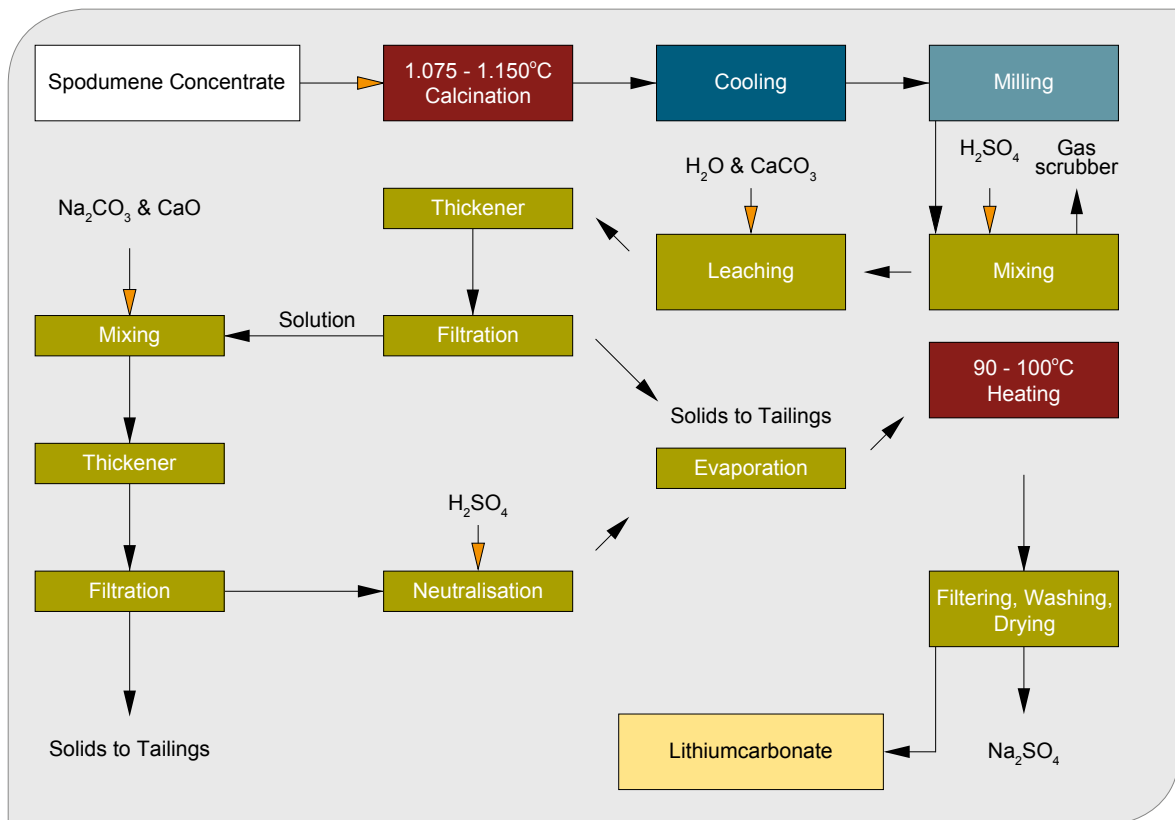 Spodumene Concentrate
1.075 - 1.150°C
Calcination
Cooling
Milling
H₂SO₄
Gas
scrubber
H₂O & CaCO₃
Na₂CO₃ & CaO
Thickener
Leaching
Mixing
Mixing
Solution
Filtration
90 - 100°C
Heating
Solids to Tailings
Thickener
Evaporation
H₂SO₄
Filtration
Neutralisation
Filtering, Washing,
Drying
Solids to Tailings
Lithiumcarbonate
Na₂SO₄